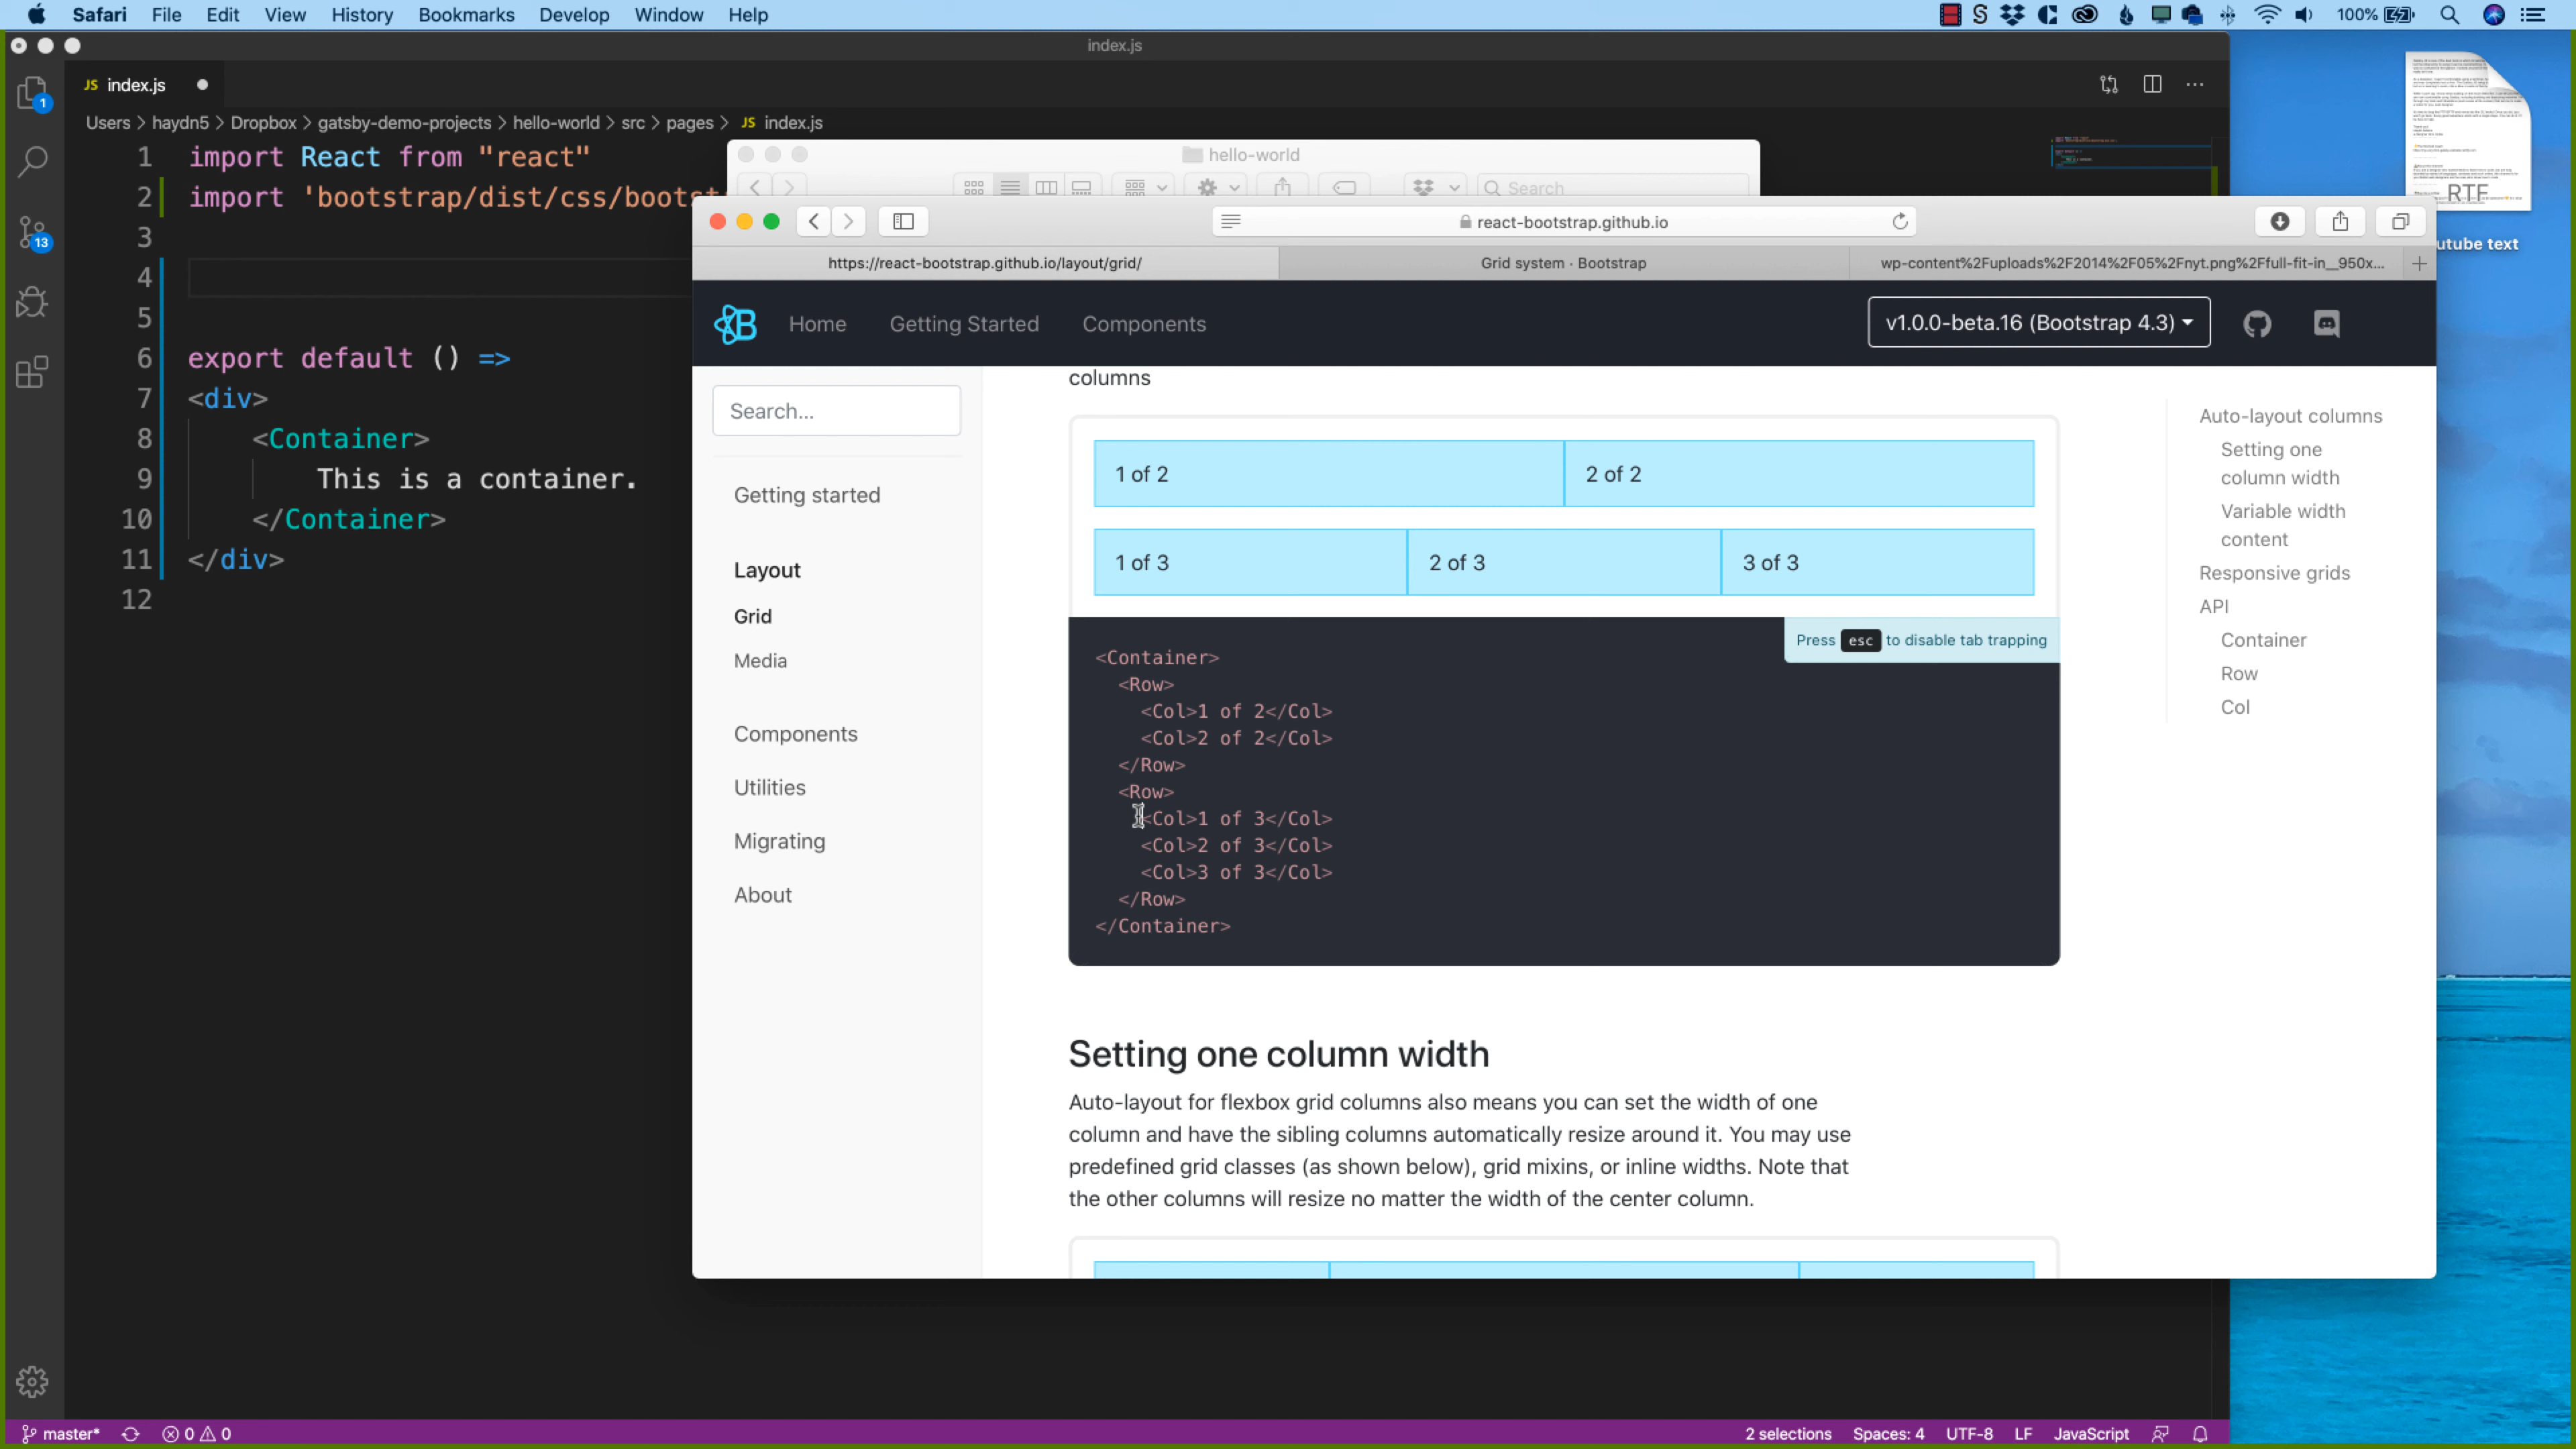 Safari File Edit View History Bookmarks Develop Window Help
100%
index.js
JS index.js
Users > haydn5 > Dropbox > gatsby-demo-projects > hello-world > src > pages > JS index.js
1 import React from "react"
2 import 'bootstrap/dist/css/boots
3
4
5
6 export default () =>
7 <div>
8 <Container>
9 This is a container.
10 </Container>
11 </div>
12
1
13
hello-world
Search
react-bootstrap.github.io
https://react-bootstrap.github.io/layout/grid/
Grid system · Bootstrap
wp-content%2Fuploads%2F2014%2F05%2Fnyt.png%2Ffull-fit-in__950x...
Home Getting Started Components
v1.0.0-beta.16 (Bootstrap 4.3)
Search...
Getting started
Layout
Grid
Media
Components
Utilities
Migrating
About
columns
1 of 2 2 of 2
1 of 3 2 of 3 3 of 3
Press esc to disable tab trapping
<Container>
<Row>
<Col>1 of 2</Col>
<Col>2 of 2</Col>
</Row>
<Row>
<Col>1 of 3</Col>
<Col>2 of 3</Col>
<Col>3 of 3</Col>
</Row>
</Container>
Setting one column width
Auto-layout for flexbox grid columns also means you can set the width of one
column and have the sibling columns automatically resize around it. You may use
predefined grid classes (as shown below), grid mixins, or inline widths. Note that
the other columns will resize no matter the width of the center column.
Auto-layout columns
Setting one
column width
Variable width
content
Responsive grids
API
Container
Row
Col
RTF
utube text
master* 0 0
2 selections Spaces: 4 UTF-8 LF JavaScript